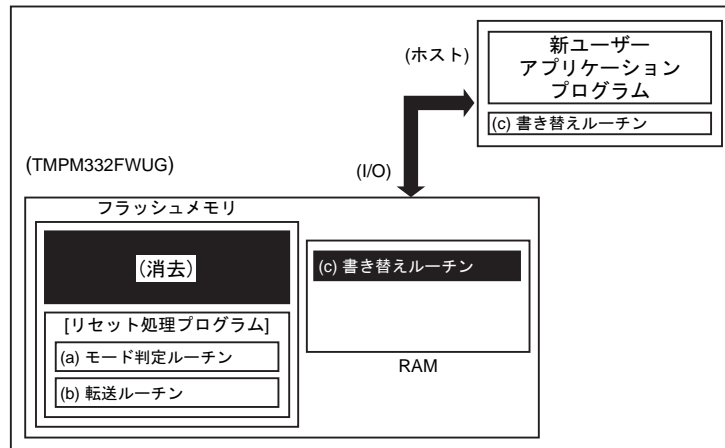 (ホスト)
新ユーザー
アプリケーション
プログラム
(c) 書き替えルーチン
(TMPM332FWUG)
(I/O)
フラッシュメモリ
(消去)
(c) 書き替えルーチン
[リセット処理プログラム]
(a) モード判定ルーチン
(b) 転送ルーチン
RAM